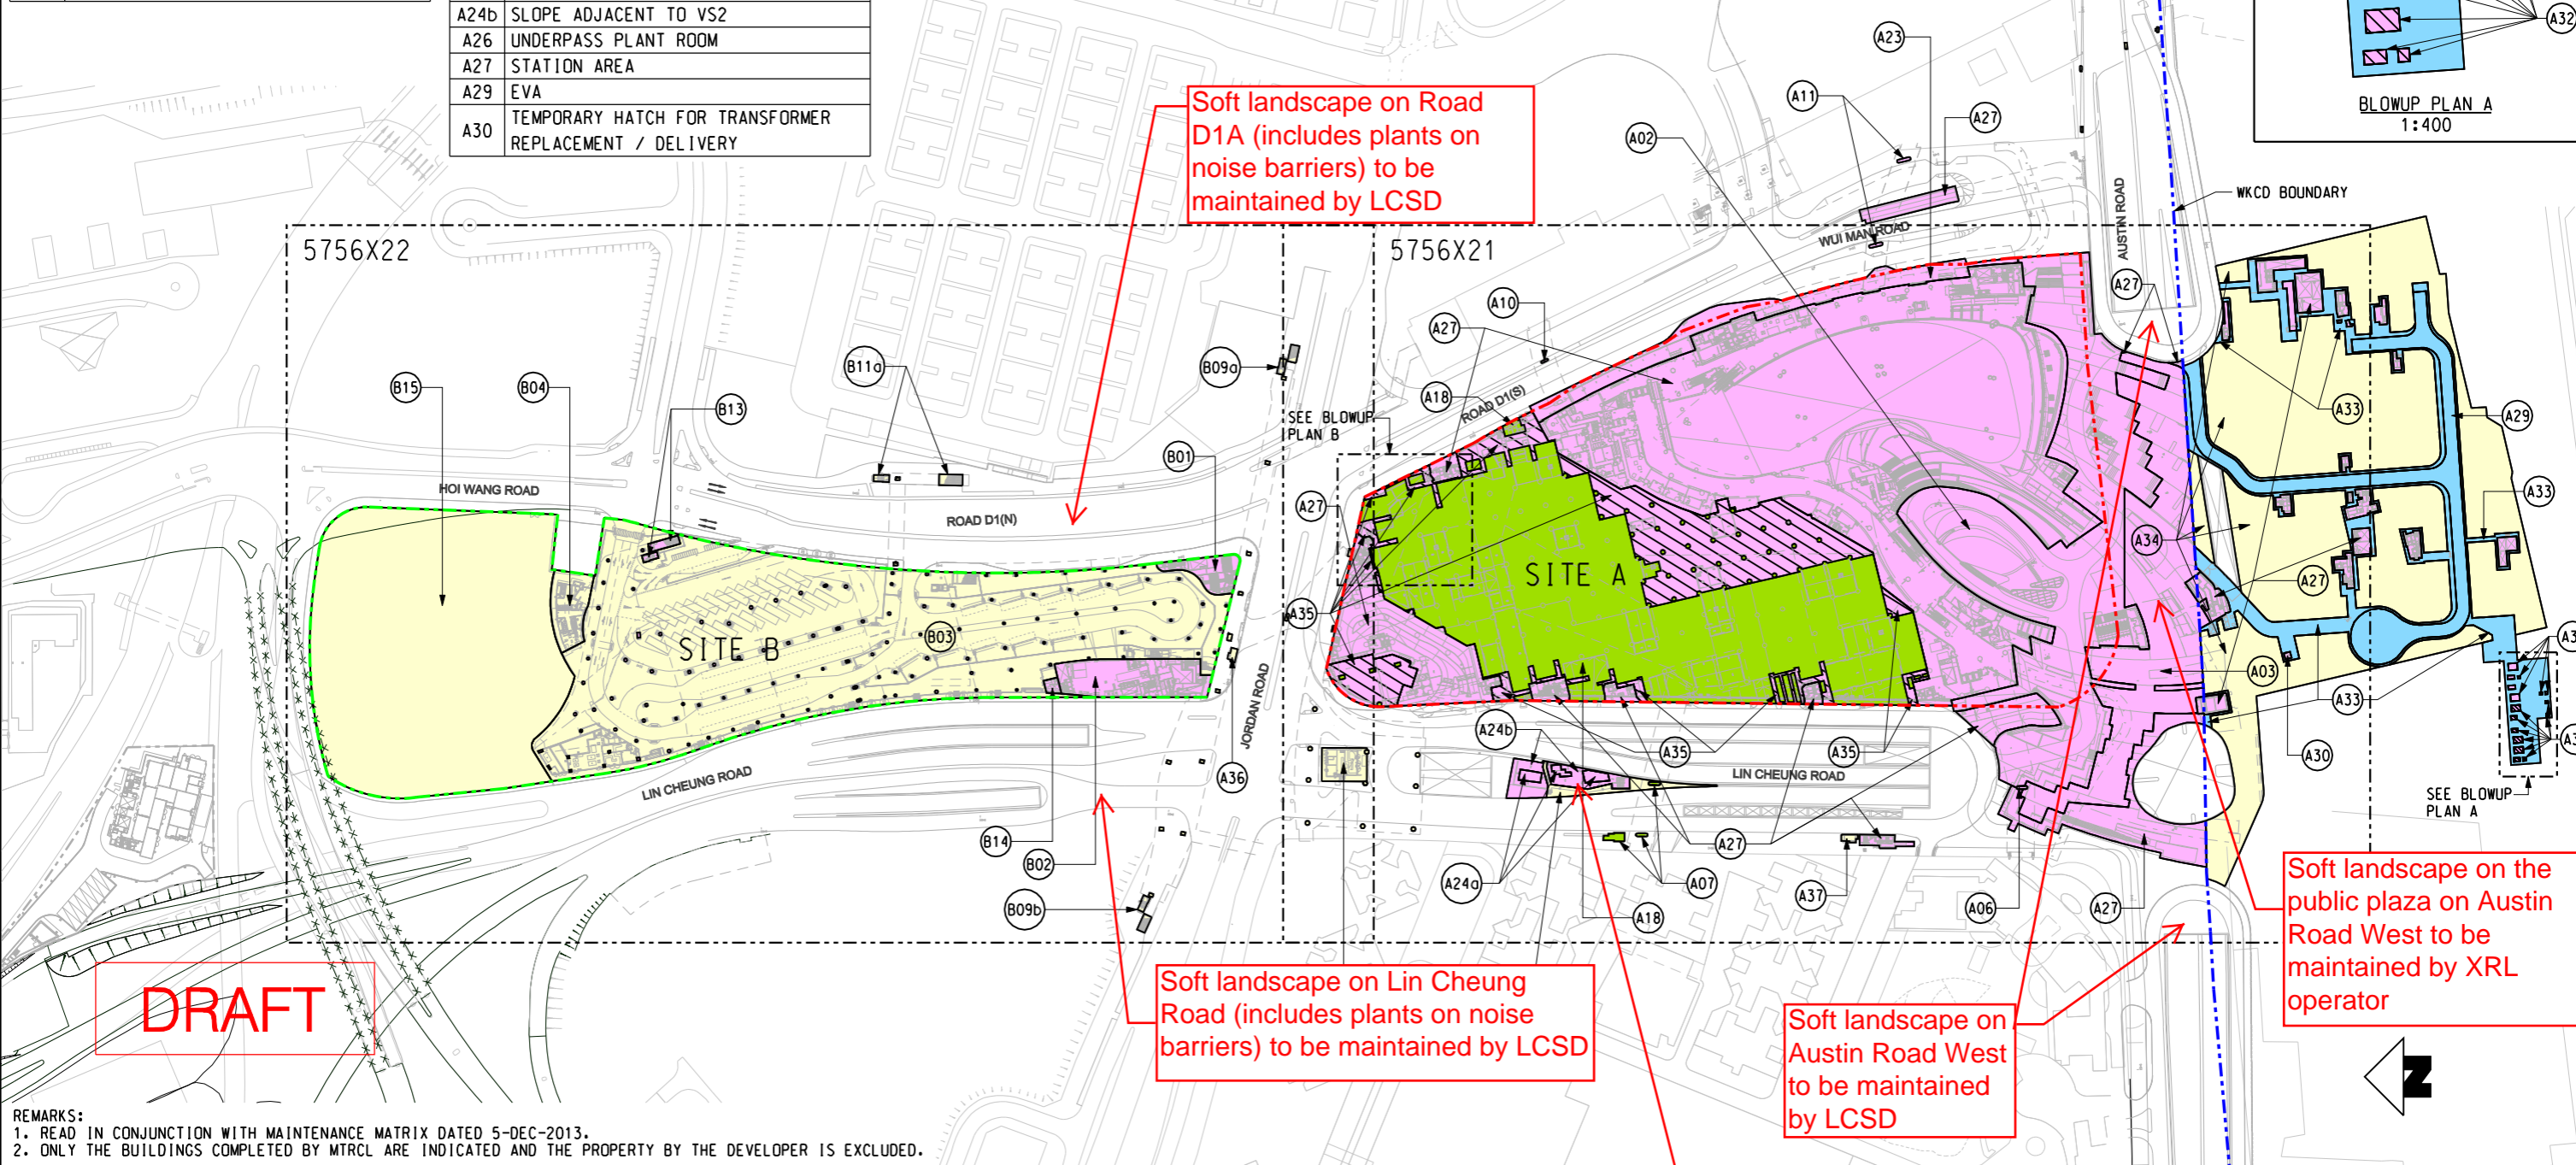 A24b SLOPE ADJACENT TO VS2
A26 UNDERPASS PLANT ROOM
A27 STATION AREA
A29 EVA
A30 TEMPORARY HATCH FOR TRANSFORMER
REPLACEMENT / DELIVERY
Soft landscape on Road
D1A (includes plants on
noise barriers) to be
maintained by LCSD
A23
A11
A27
A02
A32
BLOWUP PLAN A
1:400
AUSTIN ROAD
WKCD BOUNDARY
WUI MAN ROAD
5756X22
5756X21
A27
A10
A27
A18
ROAD D1(S)
SEE BLOWUP
PLAN B
B09a
B11a
B15
B04
B13
B01
HOI WANG ROAD
ROAD D1(N)
A27
A33
A29
A33
A34
A27
SITE A
A35
SITE B
B03
JORDAN ROAD
A03
A33
A30
A24b
A35
A35
A36
LIN CHEUNG ROAD
LIN CHEUNG ROAD
SEE BLOWUP
PLAN A
B14
B02
A27
A24a
A07
A37
A06
A27
B09b
A18
Soft landscape on the
public plaza on Austin
Road West to be
maintained by XRL
operator
Soft landscape on Lin Cheung
Road (includes plants on noise
barriers) to be maintained by LCSD
Soft landscape on
Austin Road West
to be maintained
by LCSD
DRAFT
N
REMARKS:
1. READ IN CONJUNCTION WITH MAINTENANCE MATRIX DATED 5-DEC-2013.
2. ONLY THE BUILDINGS COMPLETED BY MTRCL ARE INDICATED AND THE PROPERTY BY THE DEVELOPER IS EXCLUDED.